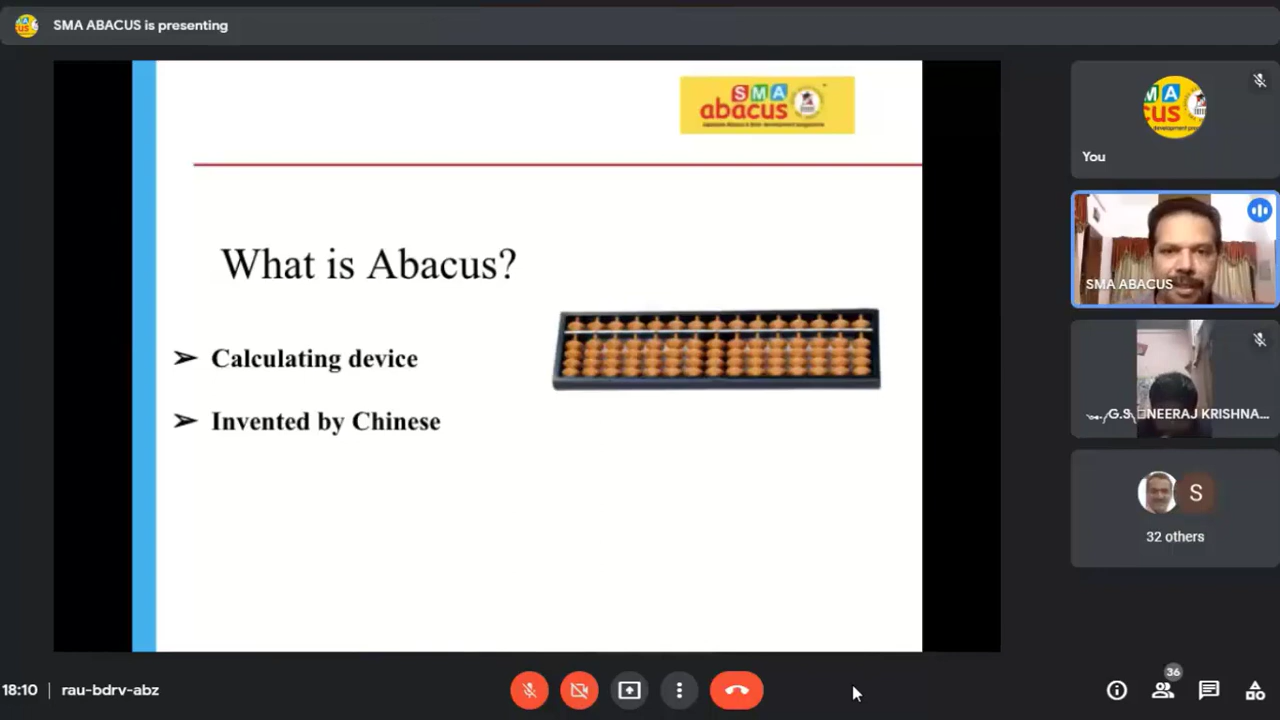 SMA ABACUS is presenting
SMA
abacus
What is Abacus?
➢ Calculating device
➢ Invented by Chinese
You
SMA ABACUS
NEERAJ KRISHNA...
S
32 others
18:10 | rau-bdrv-abz
36